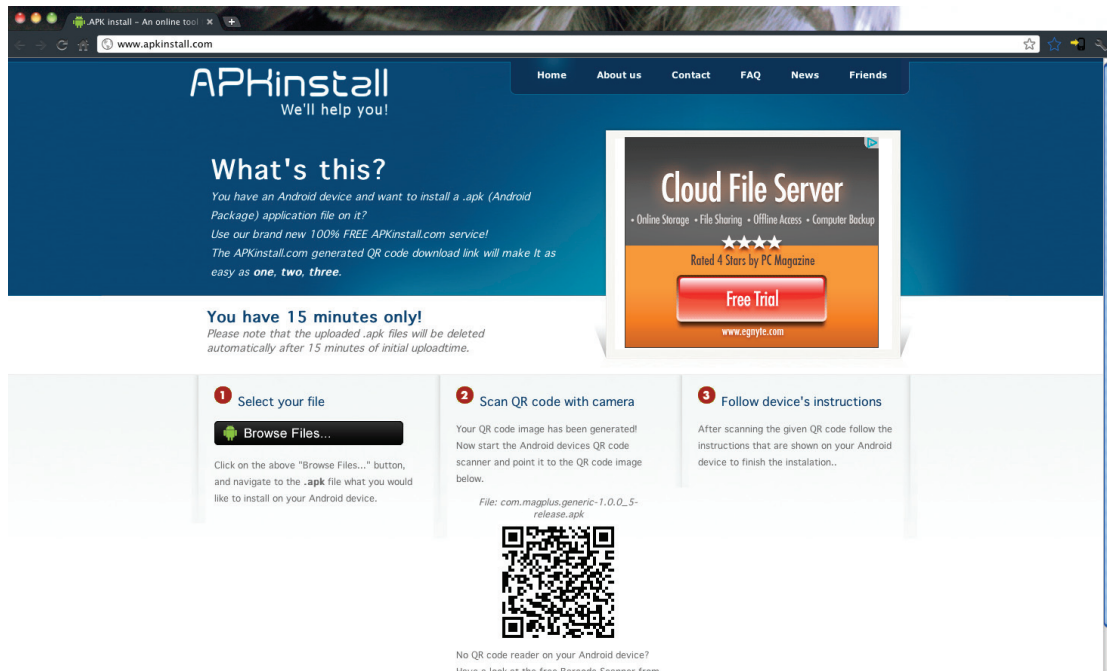 .APK install – An online tool
www.apkinstall.com
APKinstall
We'll help you!
Home About us Contact FAQ News Friends
What's this?
You have an Android device and want to install a .apk (Android
Package) application file on it?
Use our brand new 100% FREE APKinstall.com service!
The APKinstall.com generated QR code download link will make It as
easy as one, two, three.
Cloud File Server
• Online Storage • File Sharing • Offline Access • Computer Backup
Rated 4 Stars by PC Magazine
Free Trial
www.egnyte.com
You have 15 minutes only!
Please note that the uploaded .apk files will be deleted
automatically after 15 minutes of initial uploadtime.
1 Select your file
Browse Files...
Click on the above "Browse Files..." button,
and navigate to the .apk file what you would
like to install on your Android device.
2 Scan QR code with camera
Your QR code image has been generated!
Now start the Android devices QR code
scanner and point it to the QR code image
below.
File: com.magplus.generic-1.0.0_5-
release.apk
No QR code reader on your Android device?
Have a look at the free Barcode Scanner from
3 Follow device's instructions
After scanning the given QR code follow the
instructions that are shown on your Android
device to finish the instalation..